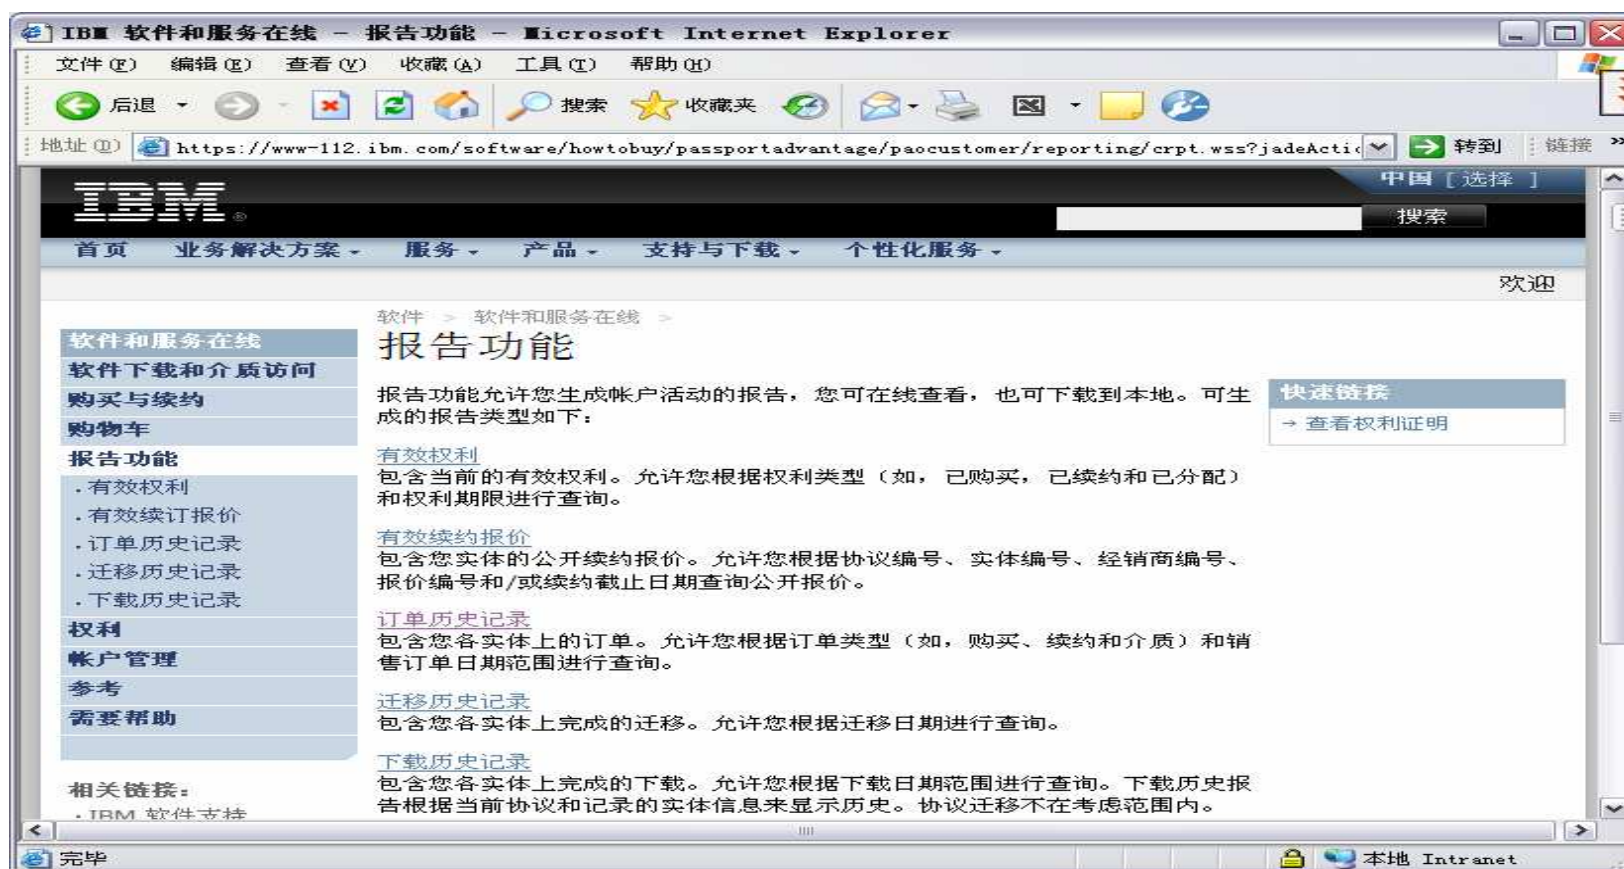 IBM 软件和服务在线 - 报告功能 - Microsoft Internet Explorer
文件(F) 编辑(E) 查看(V) 收藏(A) 工具(T) 帮助(H)
后退 搜索 收藏夹
地址(D) https://www-112.ibm.com/software/howtobuy/passportadvantage/paocustomer/reporting/crpt.wss?jadeActi 转到 链接 »
中国 [ 选择 ]
IBM ®
搜索
首页 业务解决方案 服务 产品 支持与下载 个性化服务
欢迎
软件 > 软件和服务在线 >
报告功能
软件和服务在线
软件下载和介质访问
购买与续约
购物车
报告功能
. 有效权利
. 有效续订报价
. 订单历史记录
. 迁移历史记录
. 下载历史记录
权利
帐户管理
参考
需要帮助
相关链接:
· IBM 软件支持
报告功能允许您生成帐户活动的报告，您可在线查看，也可下载到本地。可生
成的报告类型如下:
有效权利
包含当前的有效权利。允许您根据权利类型（如，已购买，已续约和已分配）
和权利期限进行查询。
有效续约报价
包含您实体的公开续约报价。允许您根据协议编号、实体编号、经销商编号、
报价编号和/或续约截止日期查询公开报价。
订单历史记录
包含您各实体上的订单。允许您根据订单类型（如，购买、续约和介质）和销
售订单日期范围进行查询。
迁移历史记录
包含您各实体上完成的迁移。允许您根据迁移日期进行查询。
下载历史记录
包含您各实体上完成的下载。允许您根据下载日期范围进行查询。下载历史报
告根据当前协议和记录的实体信息来显示历史。协议迁移不在考虑范围内。
快速链接
→ 查看权利证明
完毕
本地 Intranet